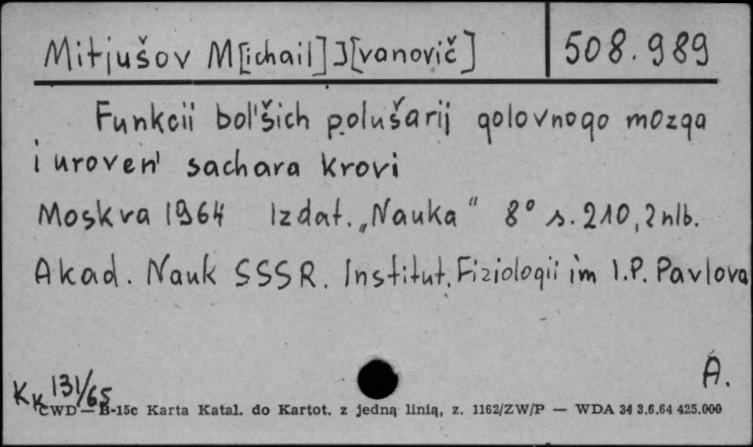 Mitjušov M[ichail] J[vanovič] 508.989
Funkcii bol'šich polušarij golovnogo mozga
i uroven' sachara krovi
Moskva 1964 Izdat. „Nauka" 8° s. 210, 2 nlb.
Akad. Nauk SSSR. Institut. Fiziologii im I.P. Pavlova
A.
Kk 131/65
CWD — B-15c Karta Katal. do Kartot. z jedną linią, z. 1162/ZW/P — WDA 34 3.6.64 425.000